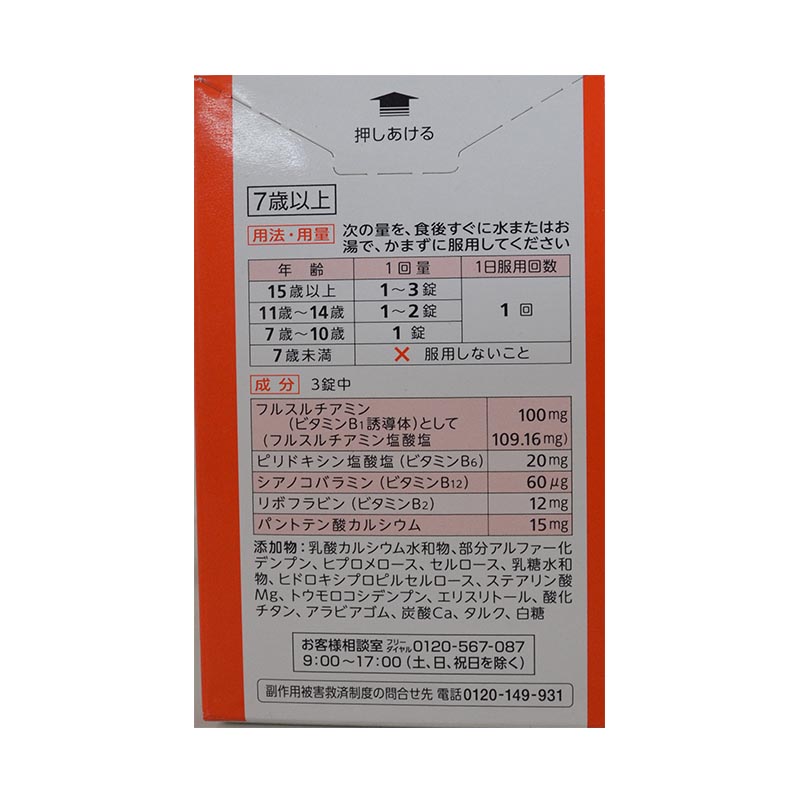 押しあける
7歳以上
用法・用量 次の量を、食後すぐに水またはお
湯で、かまずに服用してください
年 齢 1回量 1日服用回数
15歳以上 1～3錠
11歳～14歳 1～2錠 1 回
7歳～10歳 1 錠
7歳未満 × 服用しないこと
成 分 3錠中
フルスルチアミン
(ビタミンB1誘導体)として 100mg
(フルスルチアミン塩酸塩 109.16mg)
ピリドキシン塩酸塩(ビタミンB6) 20mg
シアノコバラミン(ビタミンB12) 60μg
リボフラビン(ビタミンB2) 12mg
パントテン酸カルシウム 15mg
添加物:乳酸カルシウム水和物、部分アルファー化
デンプン、ヒプロメロース、セルロース、乳糖水和
物、ヒドロキシプロピルセルロース、ステアリン酸
Mg、トウモロコシデンプン、エリスリトール、酸化
チタン、アラビアゴム、炭酸Ca、タルク、白糖
お客様相談室 フリーダイヤル 0120-567-087
9:00～17:00(土、日、祝日を除く)
副作用被害救済制度の問合せ先 電話0120-149-931